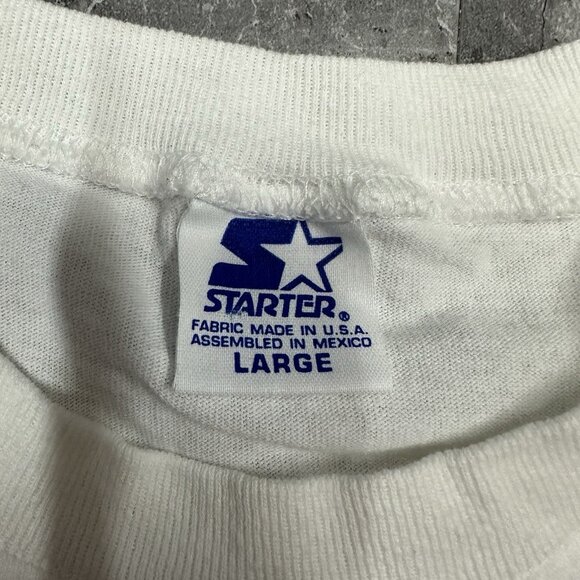 STARTER®
FABRIC MADE IN U.S.A.
ASSEMBLED IN MEXICO
LARGE